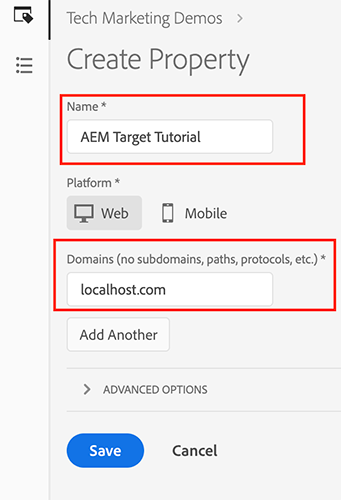 Tech Marketing Demos
Create Property
Name *
AEM Target Tutorial
Platform *
Web Mobile
Domains (no subdomains, paths, protocols, etc.) *
localhost.com
Add Another
ADVANCED OPTIONS
Save Cancel